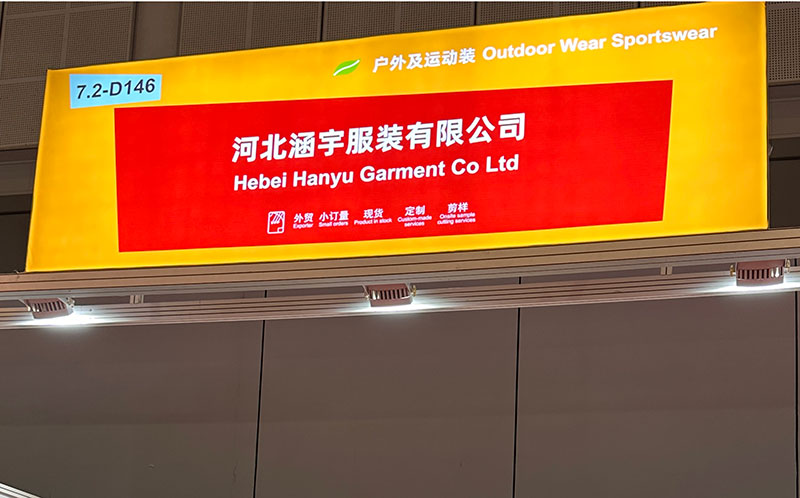 7.2-D146
户外及运动装 Outdoor Wear Sportswear
河北涵宇服装有限公司
Hebei Hanyu Garment Co Ltd
外贸 小订量 现货 定制 剪样
Exporter Small orders Product in stock Custom-made services Onsite sample cutting services